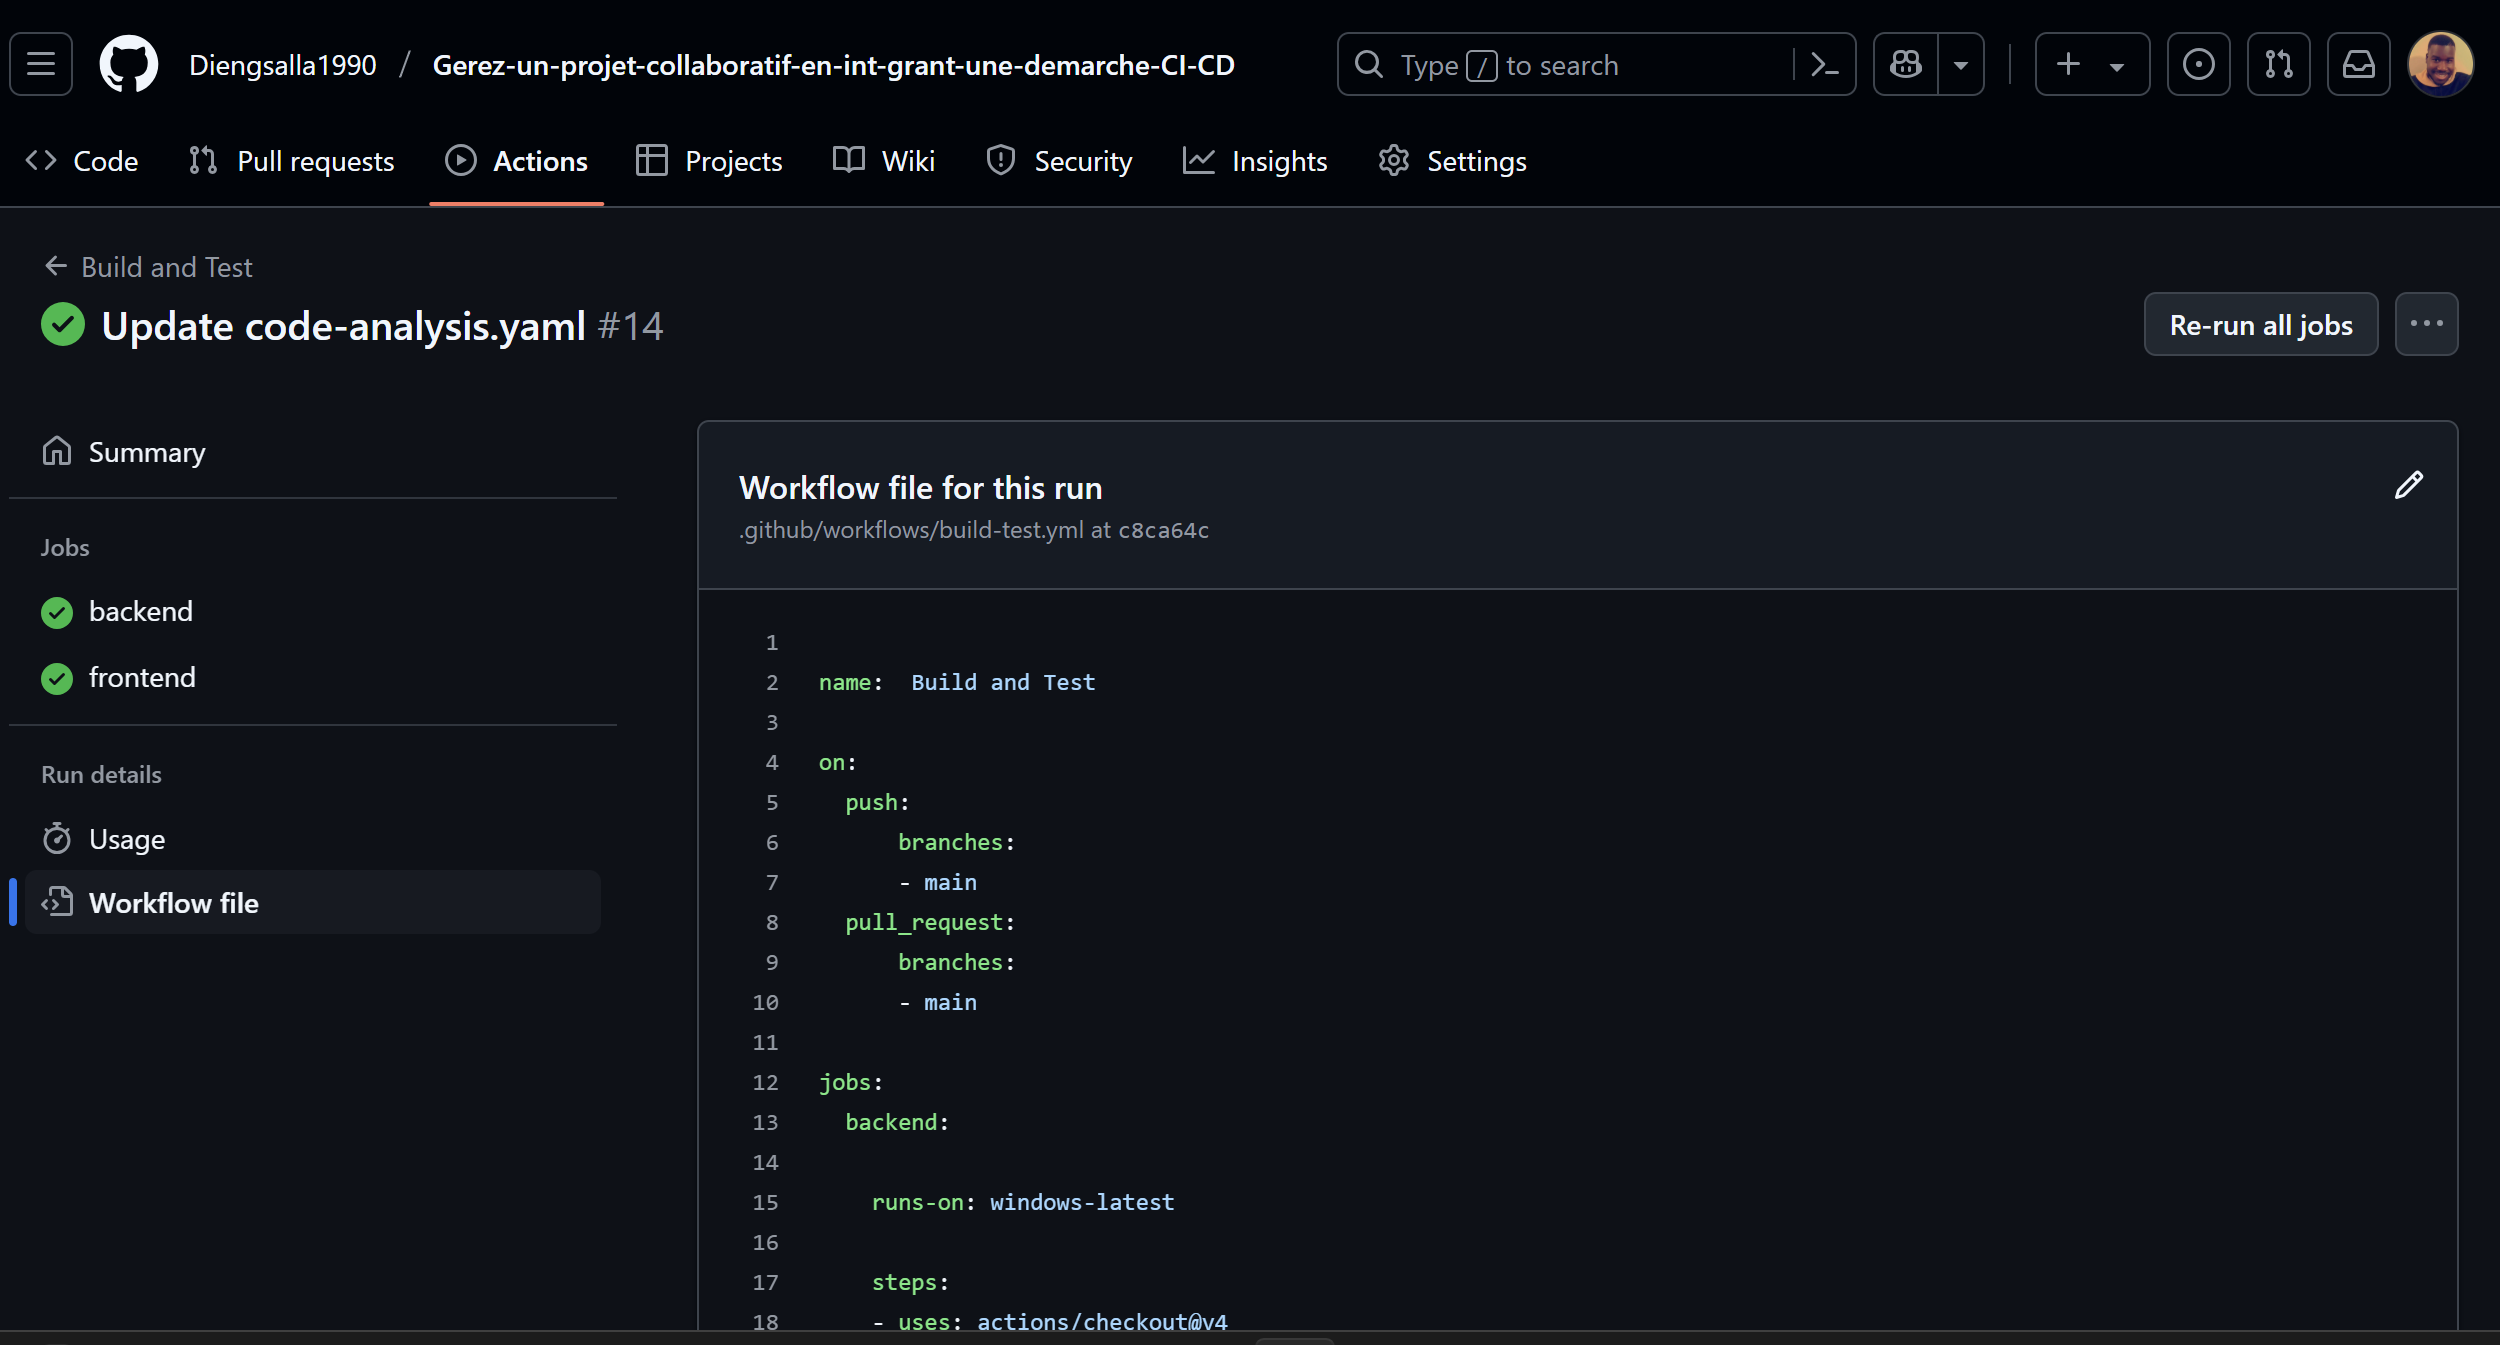 Diengsalla1990 / Gerez-un-projet-collaboratif-en-int-grant-une-demarche-CI-CD
Type / to search
Code Pull requests Actions Projects Wiki Security Insights Settings
Build and Test
Update code-analysis.yaml #14
Re-run all jobs
Summary
Jobs
backend
frontend
Run details
Usage
Workflow file
Workflow file for this run
.github/workflows/build-test.yml at c8ca64c
1
2 name:  Build and Test
3
4 on:
5   push:
6       branches:
7       - main
8   pull_request:
9       branches:
10       - main
11
12 jobs:
13   backend:
14
15     runs-on: windows-latest
16
17     steps:
18     - uses: actions/checkout@v4